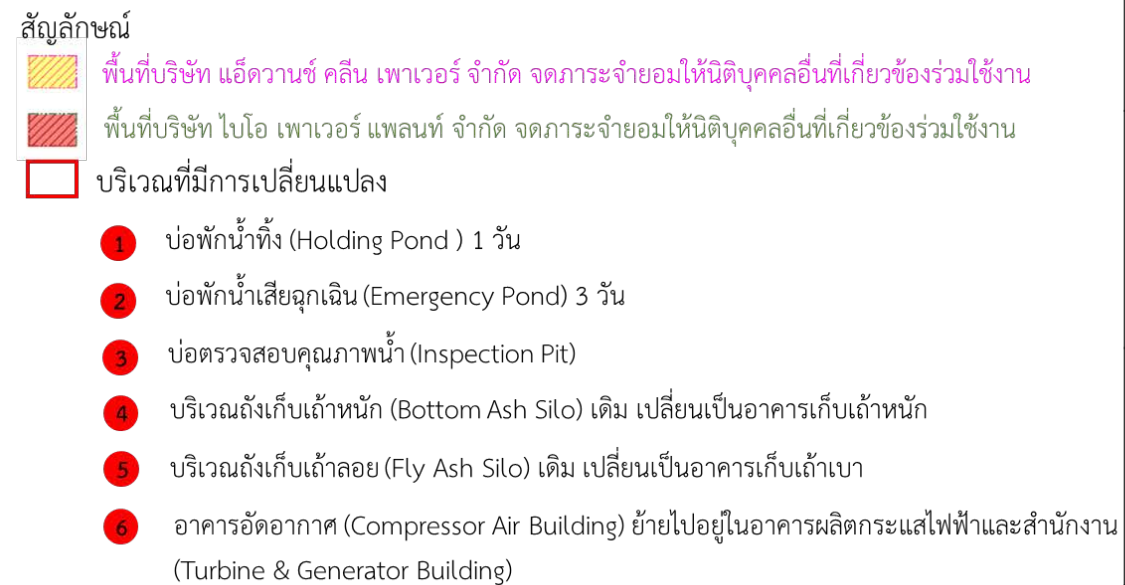 สัญลักษณ์
พื้นที่บริษัท แอ็ดวานซ์ คลีน เพาเวอร์ จำกัด จดภาระจำยอมให้นิติบุคคลอื่นที่เกี่ยวข้องร่วมใช้งาน
พื้นที่บริษัท ไบโอ เพาเวอร์ แพลนท์ จำกัด จดภาระจำยอมให้นิติบุคคลอื่นที่เกี่ยวข้องร่วมใช้งาน
บริเวณที่มีการเปลี่ยนแปลง
1 บ่อพักน้ำทิ้ง (Holding Pond ) 1 วัน
2 บ่อพักน้ำเสียฉุกเฉิน (Emergency Pond) 3 วัน
3 บ่อตรวจสอบคุณภาพน้ำ (Inspection Pit)
4 บริเวณถังเก็บเถ้าหนัก (Bottom Ash Silo) เดิม เปลี่ยนเป็นอาคารเก็บเถ้าหนัก
5 บริเวณถังเก็บเถ้าลอย (Fly Ash Silo) เดิม เปลี่ยนเป็นอาคารเก็บเถ้าเบา
6 อาคารอัดอากาศ (Compressor Air Building) ย้ายไปอยู่ในอาคารผลิตกระแสไฟฟ้าและสำนักงาน
(Turbine & Generator Building)